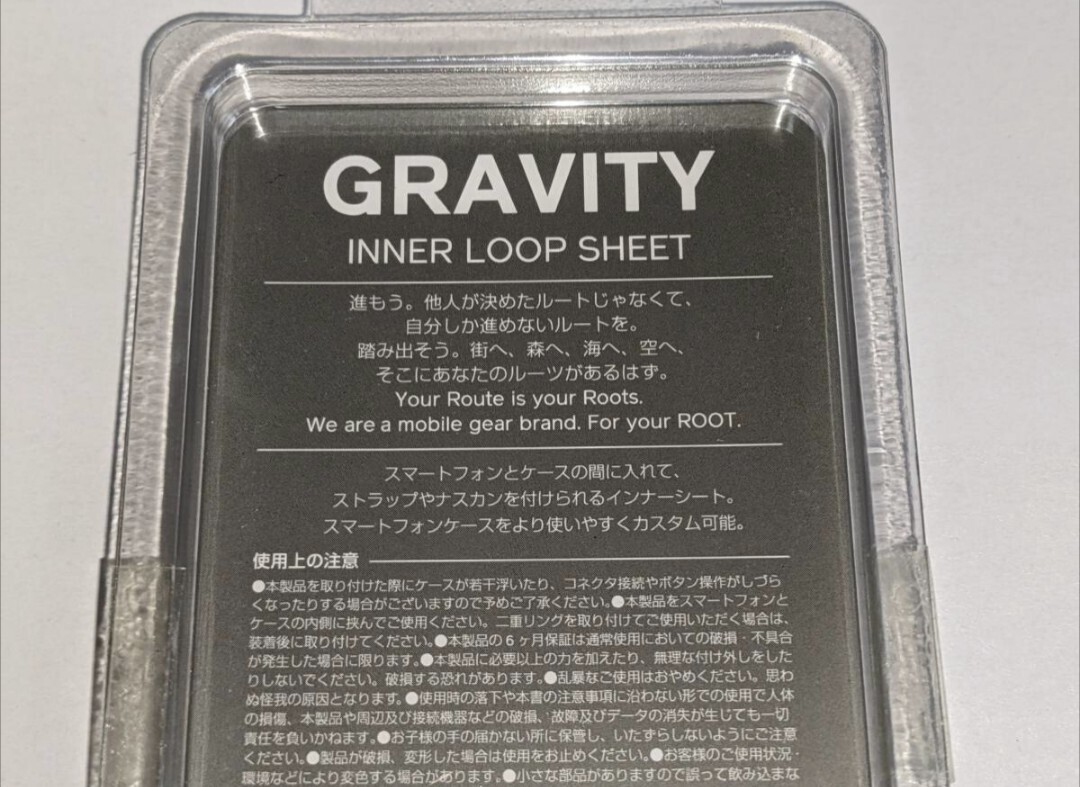 GRAVITY
INNER LOOP SHEET
進もう。他人が決めたルートじゃなくて、
自分しか進めないルートを。
踏み出そう。街へ、森へ、海へ、空へ、
そこにあなたのルーツがあるはず。
Your Route is your Roots.
We are a mobile gear brand. For your ROOT.
スマートフォンとケースの間に入れて、
ストラップやナスカンを付けられるインナーシート。
スマートフォンケースをより使いやすくカスタム可能。
使用上の注意
●本製品を取り付けた際にケースが若干浮いたり、コネクタ接続やボタン操作がしづら
くなったりする場合がございますので予めご了承ください。●本製品をスマートフォンと
ケースの内側に挟んでご使用ください。二重リングを取り付けてご使用いただく場合は、
装着後に取り付けてください。●本製品の6ヶ月保証は通常使用においての破損・不具合
が発生した場合に限ります。●本製品に必要以上の力を加えたり、無理な付け外しをした
りしないでください。破損する恐れがあります。●乱暴なご使用はおやめください。思わ
ぬ怪我の原因となります。●使用時の落下や本書の注意事項に沿わない形での使用で人体
の損傷、本製品や周辺及び接続機器などの破損、故障及びデータの消失が生じても一切
責任を負いかねます。●お子様の手の届かない所に保管し、いたずらしないようにご注意
ください。●製品が破損、変形した場合は使用をお止めください。●お客様のご使用状況・
環境などにより変色する場合があります。●小さな部品がありますので誤って飲み込まな